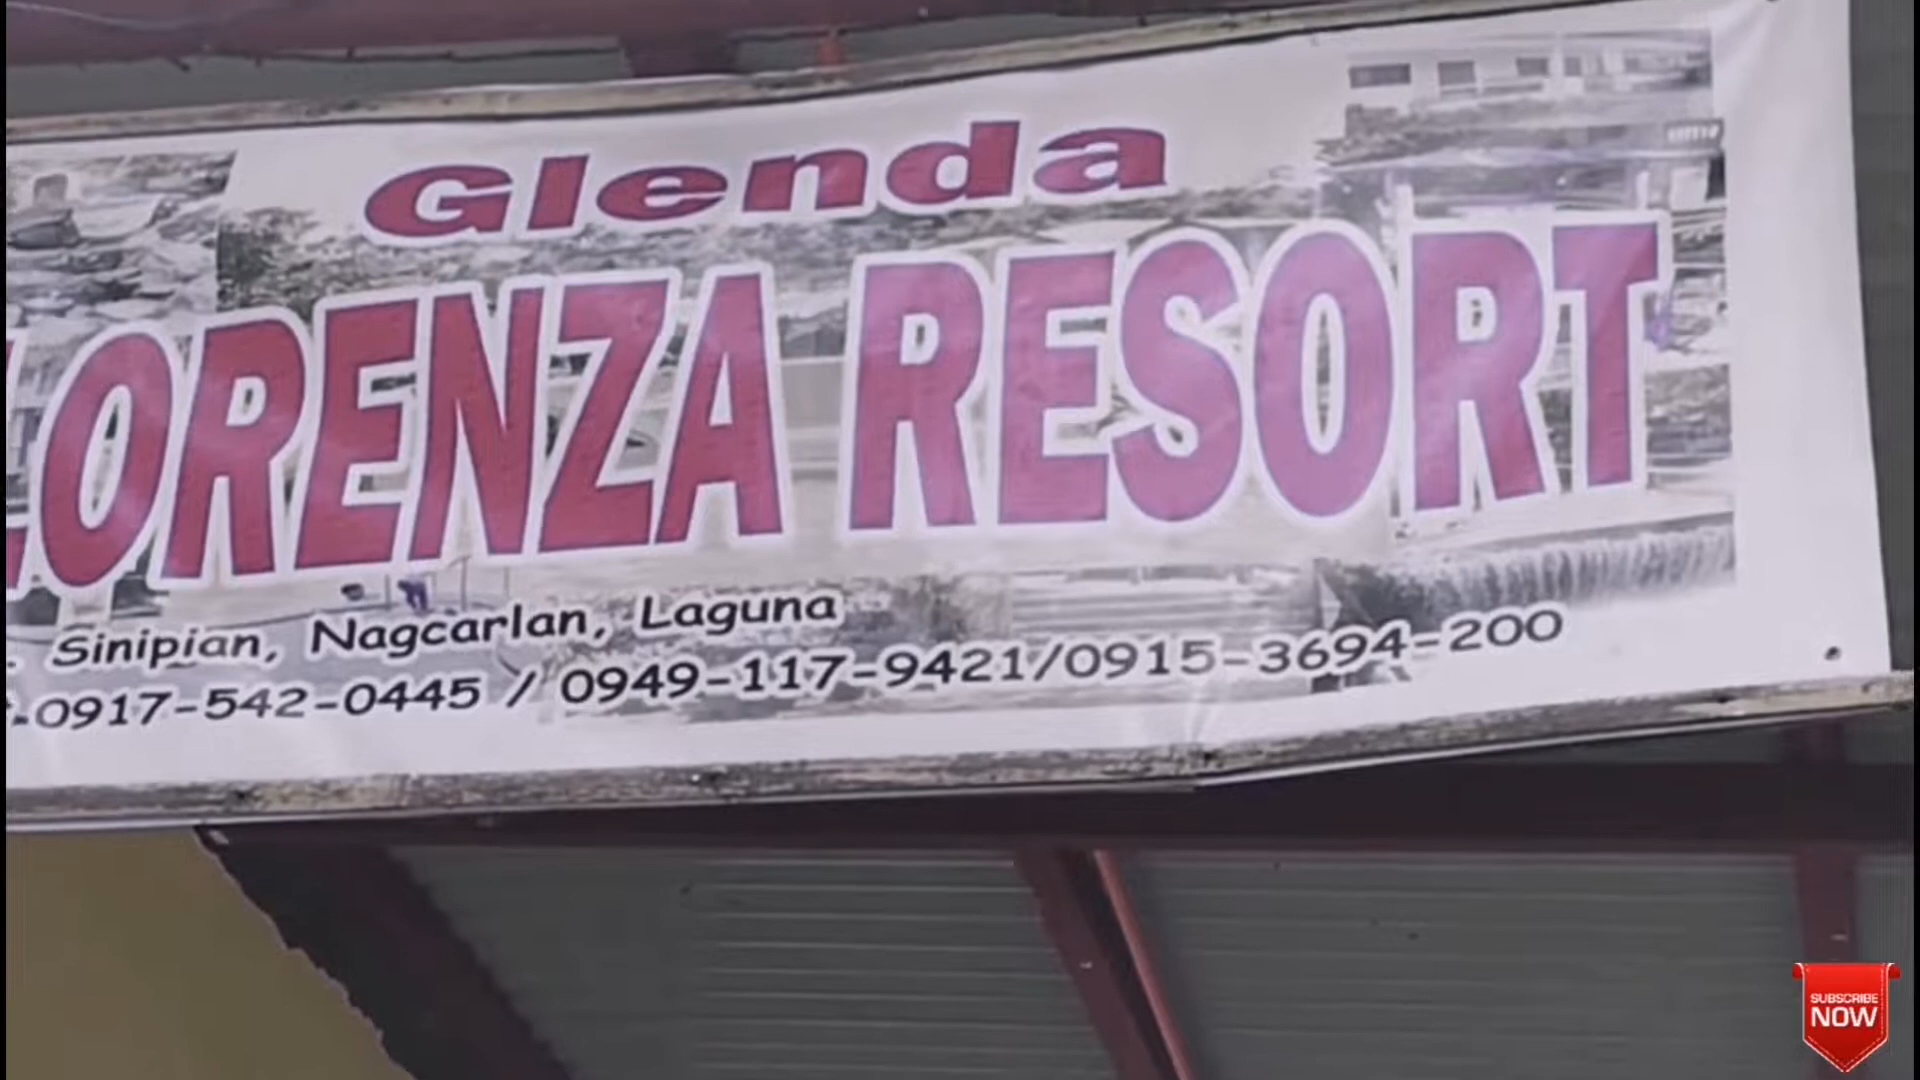 Glenda
LORENZA RESORT
. Sinipian, Nagcarlan, Laguna
.0917-542-0445 / 0949-117-9421/0915-3694-200
SUBSCRIBE
NOW